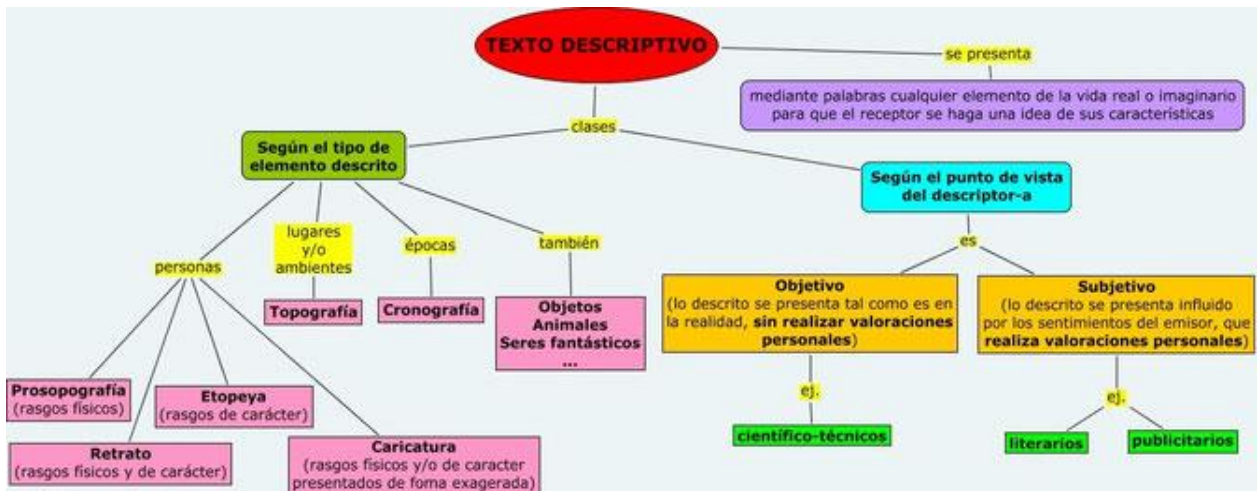 TEXTO DESCRIPTIVO
se presenta
mediante palabras cualquier elemento de la vida real o imaginario
para que el receptor se haga una idea de sus características
clases
Según el tipo de
elemento descrito
personas
Prosopografía
(rasgos físicos)
Retrato
(rasgos físicos y de carácter)
Etopeya
(rasgos de carácter)
Caricatura
(rasgos físicos y/o de caracter
presentados de foma exagerada)
lugares
y/o
ambientes
Topografía
épocas
Cronografía
también
Objetos
Animales
Seres fantásticos
...
Según el punto de vista
del descriptor-a
es
Objetivo
(lo descrito se presenta tal como es en
la realidad, sin realizar valoraciones
personales)
ej.
científico-técnicos
Subjetivo
(lo descrito se presenta influido
por los sentimientos del emisor, que
realiza valoraciones personales)
ej.
literarios
publicitarios